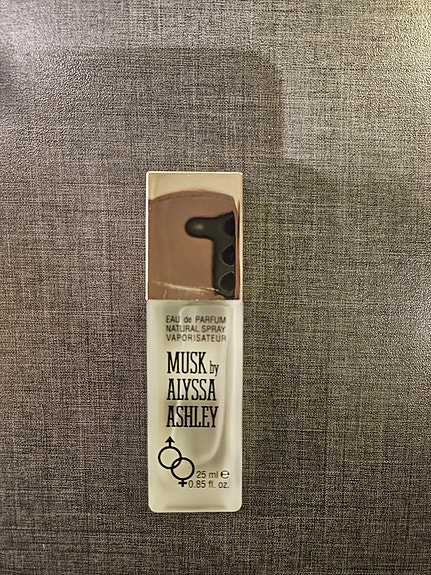 EAU de PARFUM
NATURAL SPRAY
VAPORISATEUR
MUSK by
ALYSSA
ASHLEY
25 ml ℮
0.85 fl. oz.